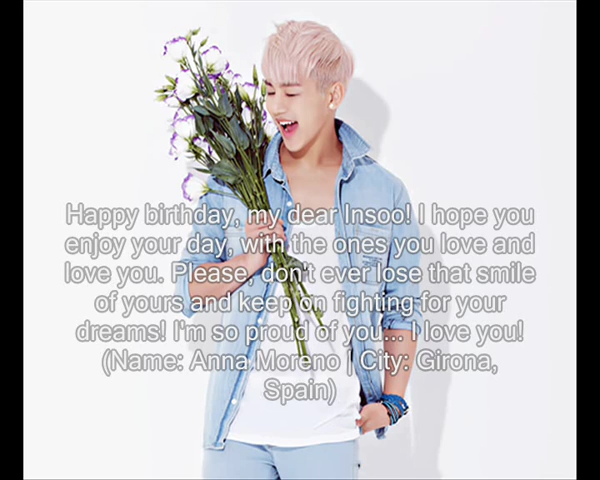 Happy birthday, my dear Insoo! I hope you
enjoy your day, with the ones you love and
love you. Please, don't ever lose that smile
of yours and keep on fighting for your
dreams! I'm so proud of you... I love you!
(Name: Anna Moreno | City: Girona,
Spain)